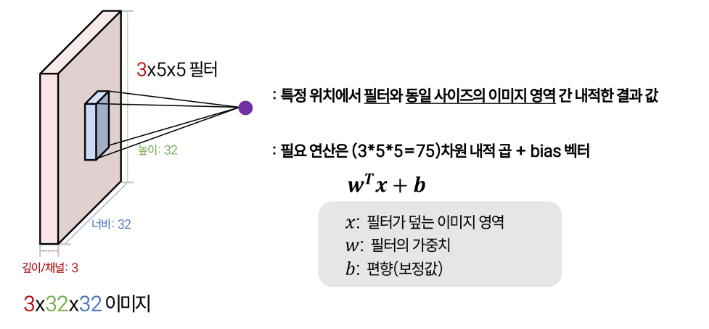 3x5x5 필터
: 특정 위치에서 필터와 동일 사이즈의 이미지 영역 간 내적한 결과 값
높이: 32
: 필요 연산은 (3*5*5=75)차원 내적 곱 + bias 벡터
wᵀx + b
x: 필터가 덮는 이미지 영역
w: 필터의 가중치
b: 편향(보정값)
너비: 32
깊이/채널: 3
3x32x32 이미지